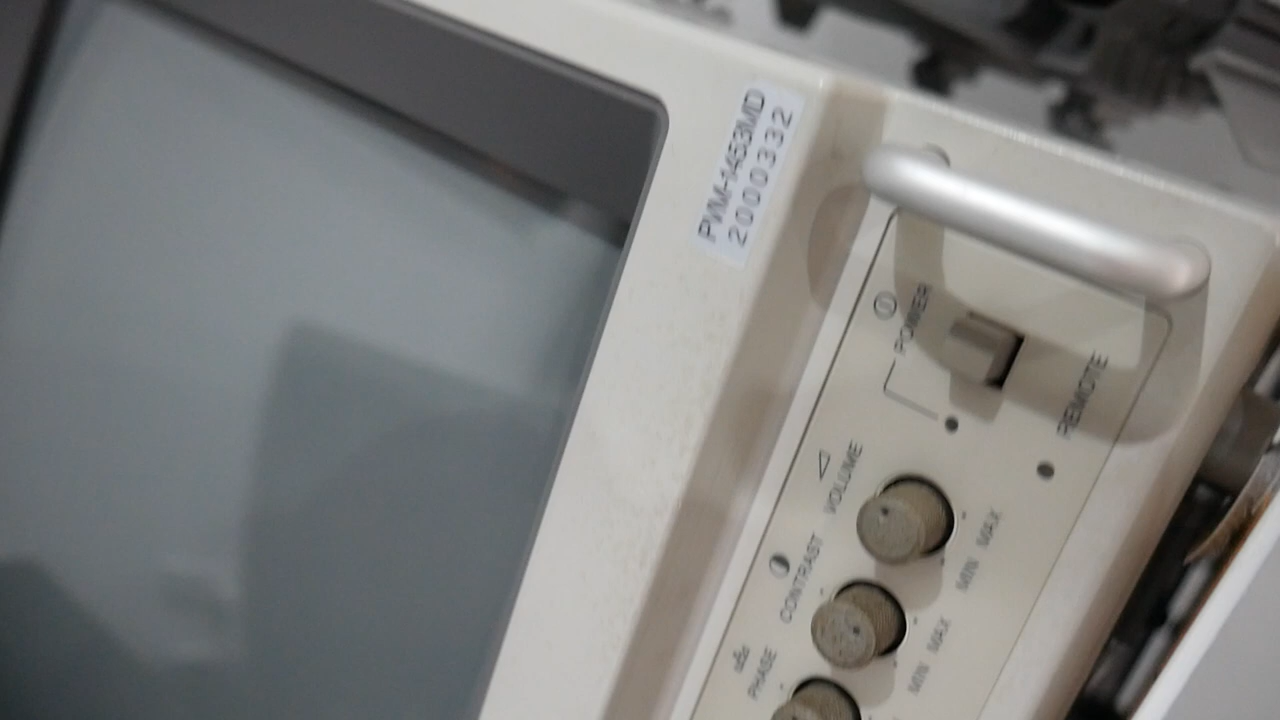 PVM-1453MD
2000332
POWER
REMOTE
VOLUME
MIN MAX
CONTRAST
MIN MAX
PHASE